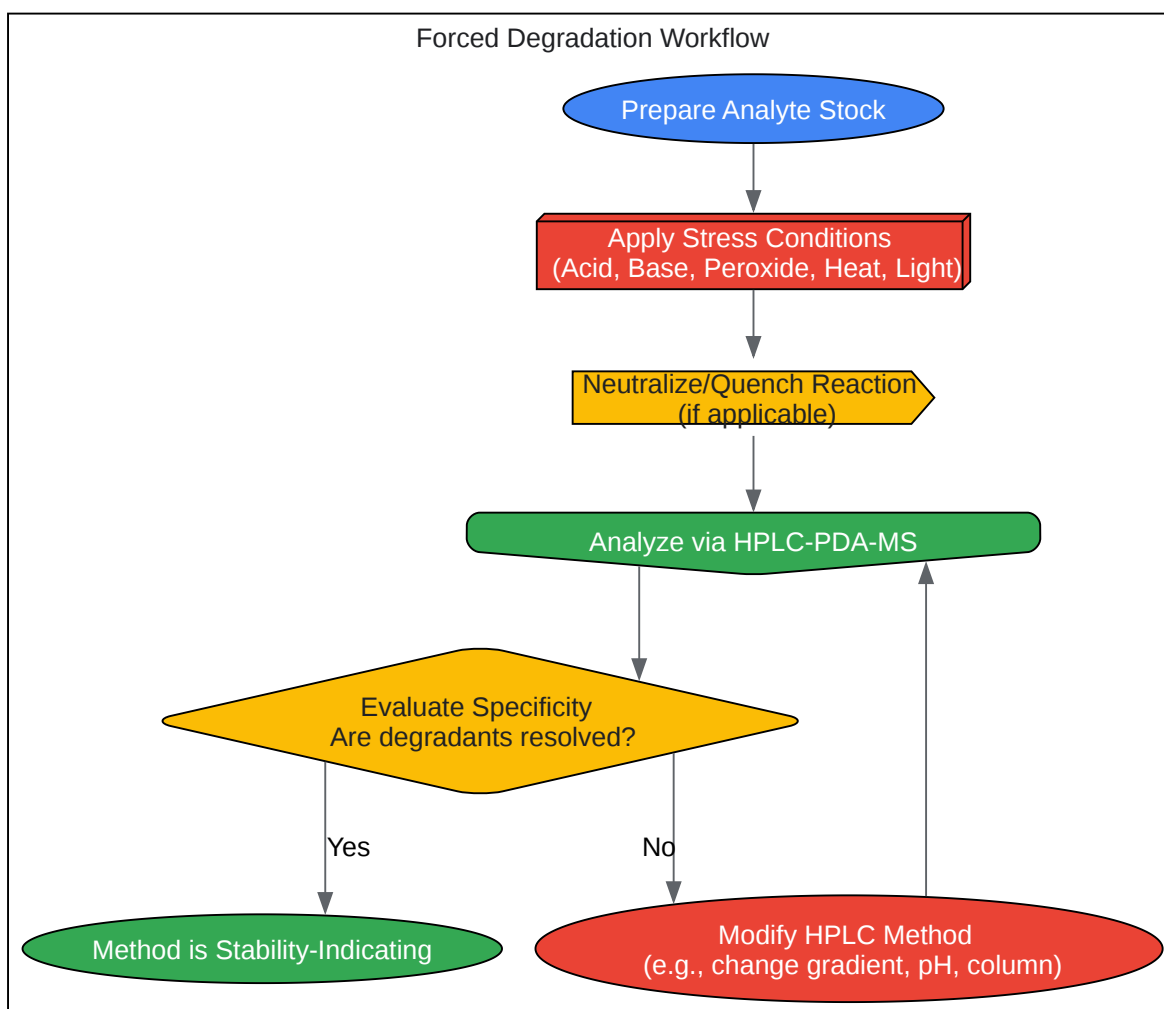 Forced Degradation Workflow
Prepare Analyte Stock
Apply Stress Conditions
(Acid, Base, Peroxide, Heat, Light)
Neutralize/Quench Reaction
(if applicable)
Analyze via HPLC-PDA-MS
Evaluate Specificity
Are degradants resolved?
Yes
No
Method is Stability-Indicating
Modify HPLC Method
(e.g., change gradient, pH, column)